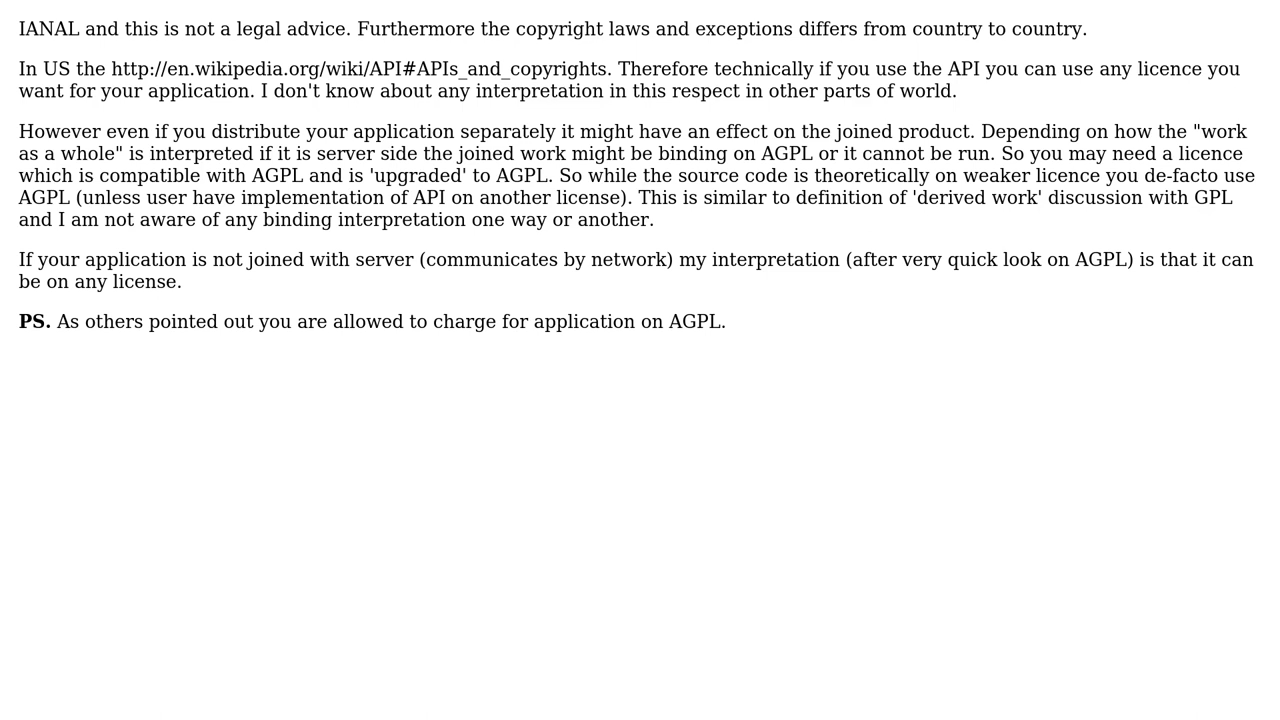 IANAL and this is not a legal advice. Furthermore the copyright laws and exceptions differs from country to country.
In US the http://en.wikipedia.org/wiki/API#APIs_and_copyrights. Therefore technically if you use the API you can use any licence you
want for your application. I don't know about any interpretation in this respect in other parts of world.
However even if you distribute your application separately it might have an effect on the joined product. Depending on how the "work
as a whole" is interpreted if it is server side the joined work might be binding on AGPL or it cannot be run. So you may need a licence
which is compatible with AGPL and is 'upgraded' to AGPL. So while the source code is theoretically on weaker licence you de-facto use
AGPL (unless user have implementation of API on another license). This is similar to definition of 'derived work' discussion with GPL
and I am not aware of any binding interpretation one way or another.
If your application is not joined with server (communicates by network) my interpretation (after very quick look on AGPL) is that it can
be on any license.
PS. As others pointed out you are allowed to charge for application on AGPL.